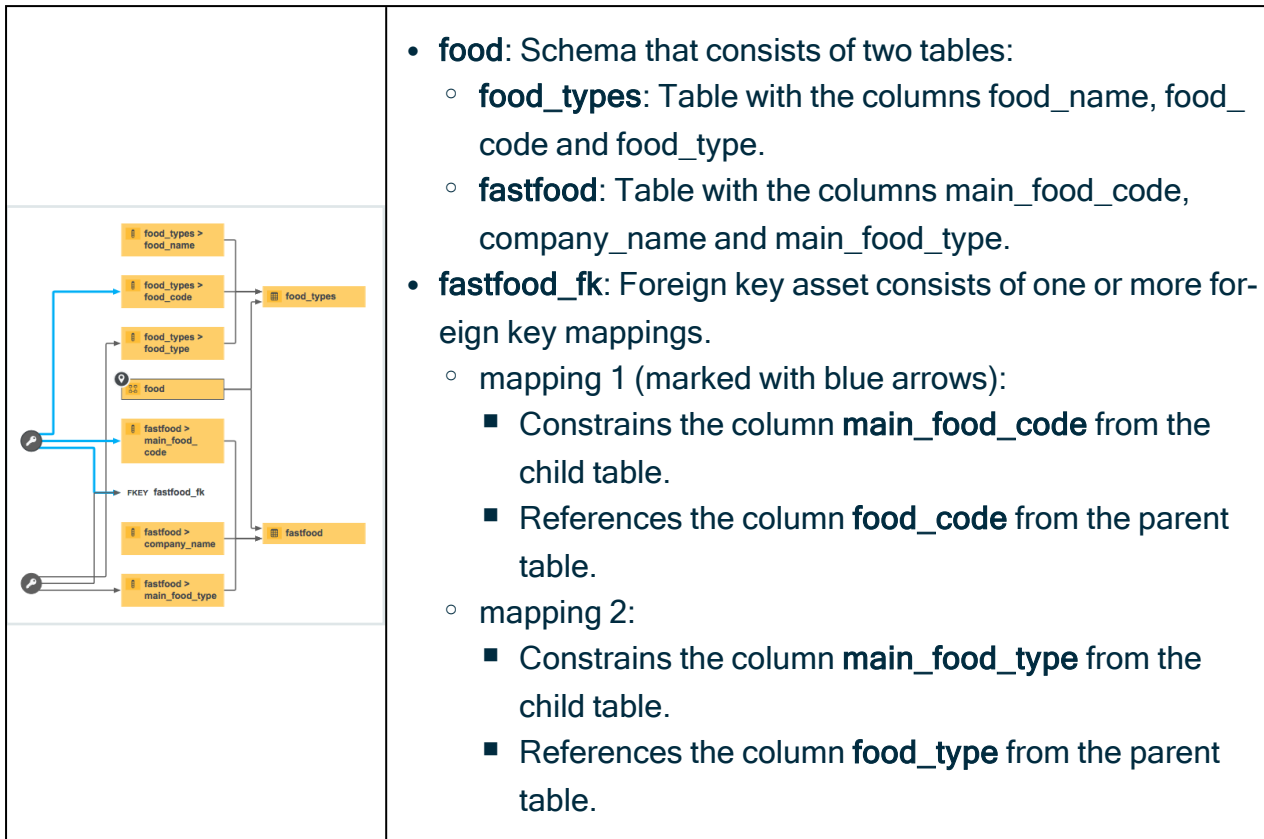 food_types >
food_name
food_types >
food_code
food_types
food_types >
food_type
food
fastfood >
main_food_
code
FKEY fastfood_fk
fastfood >
company_name
fastfood
fastfood >
main_food_type
• food: Schema that consists of two tables:
◦ food_types: Table with the columns food_name, food_
code and food_type.
◦ fastfood: Table with the columns main_food_code,
company_name and main_food_type.
• fastfood_fk: Foreign key asset consists of one or more for-
eign key mappings.
◦ mapping 1 (marked with blue arrows):
■ Constrains the column main_food_code from the
child table.
■ References the column food_code from the parent
table.
◦ mapping 2:
■ Constrains the column main_food_type from the
child table.
■ References the column food_type from the parent
table.